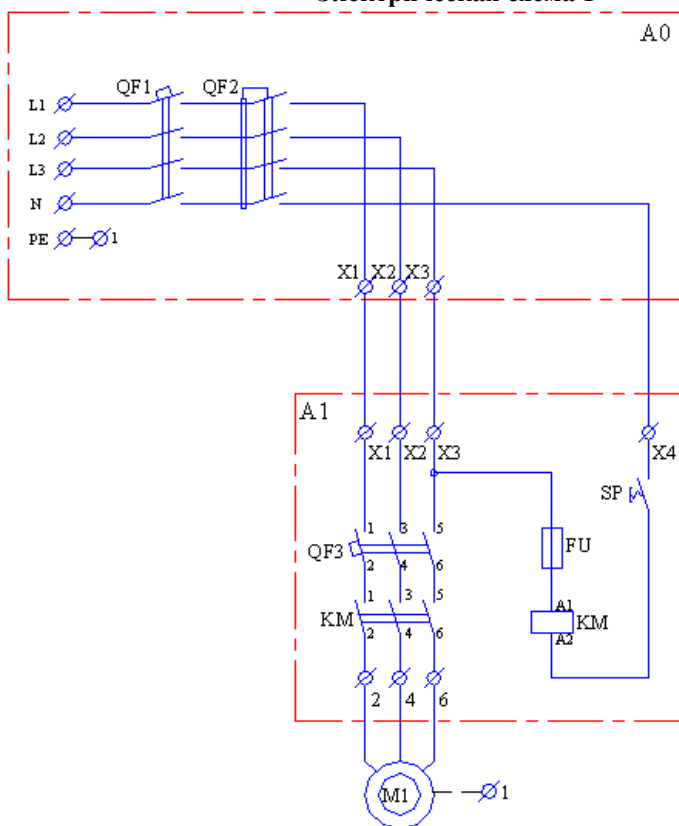 A0
QF1 QF2
L1
L2
L3
N
PE 1
X1 X2 X3
A1
X1 X2 X3 X4
SP
1 3 5
QF3 FU
2 4 6
1 3 5 A1
KM KM
2 4 6 A2
2 4 6
M1 1